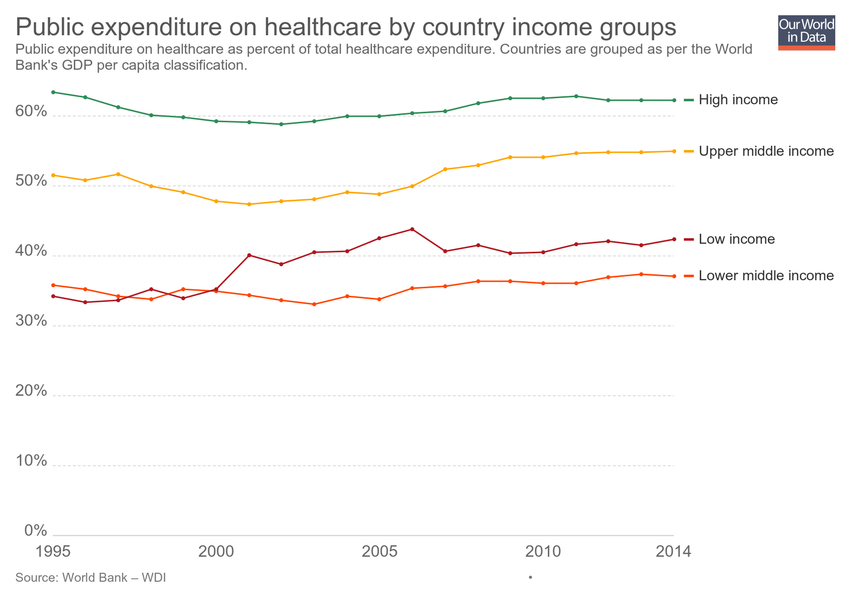 Public expenditure on healthcare by country income groups
Our World
in Data
Public expenditure on healthcare as percent of total healthcare expenditure. Countries are grouped as per the World
Bank's GDP per capita classification.
High income
60%
Upper middle income
50%
40%
Low income
Lower middle income
30%
20%
10%
0%
1995 2000 2005 2010 2014
Source: World Bank – WDI